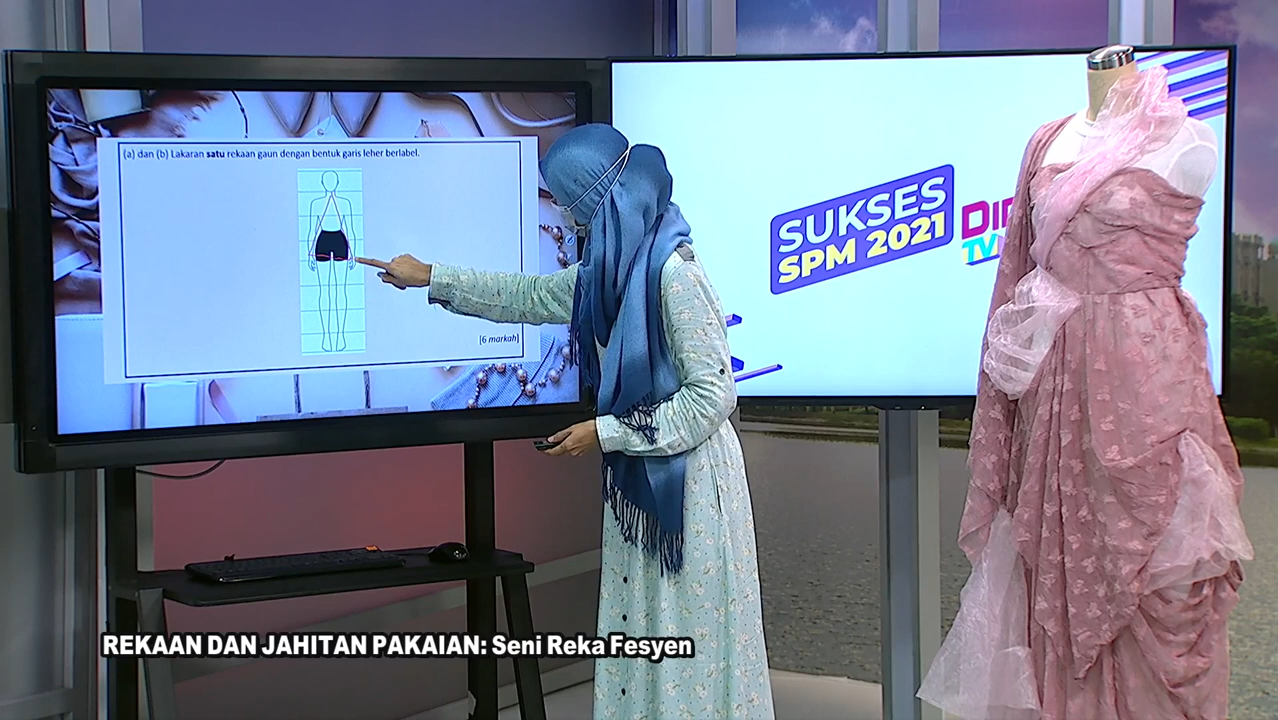 (a) dan (b) Lakaran satu rekaan gaun dengan bentuk garis leher berlabel.
[6 markah]
SUKSES
SPM 2021
TV
REKAAN DAN JAHITAN PAKAIAN: Seni Reka Fesyen